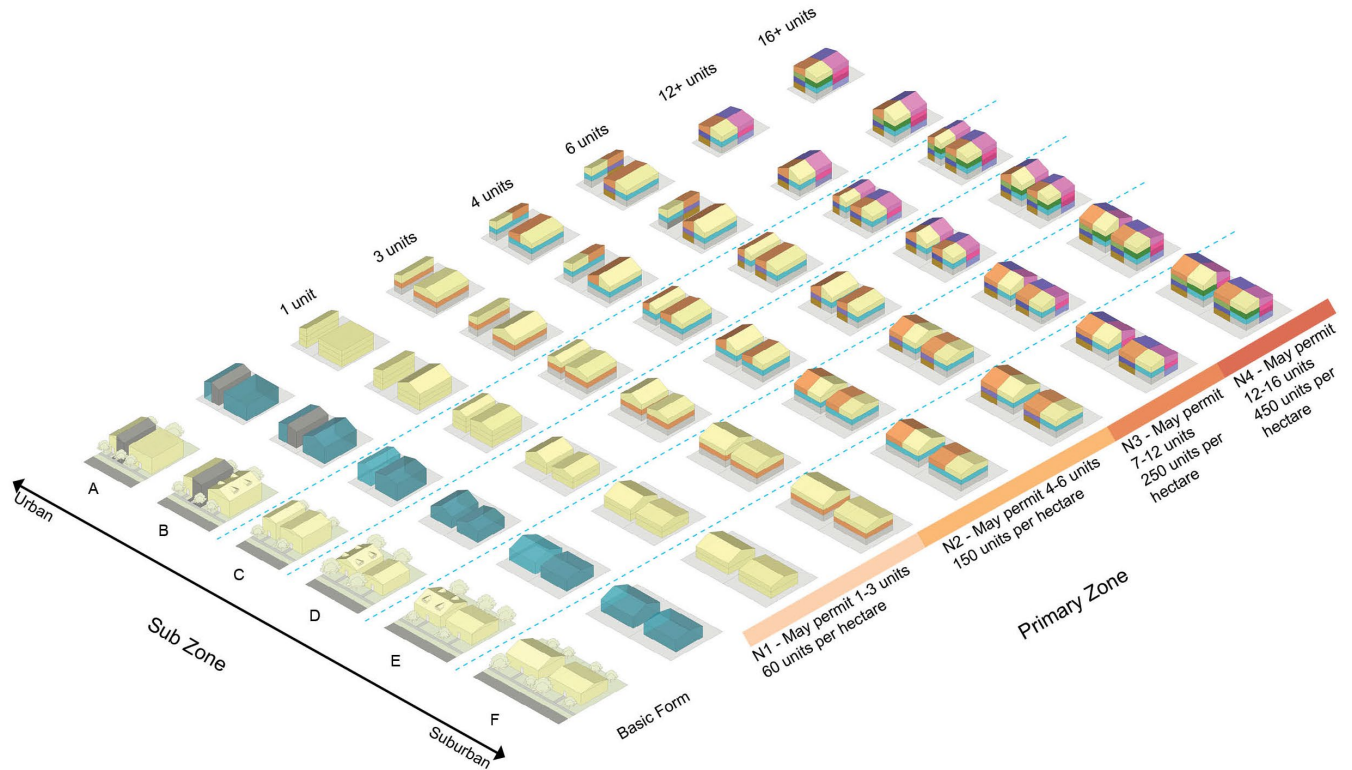 16+ units
12+ units
6 units
4 units
3 units
1 unit
A
B
C
D
E
F
Urban
Suburban
Sub Zone
Basic Form
N1 - May permit 1-3 units
60 units per hectare
N2 - May permit 4-6 units
150 units per hectare
N3 - May permit
7-12 units
250 units per
hectare
N4 - May permit
12-16 units
450 units per
hectare
Primary Zone